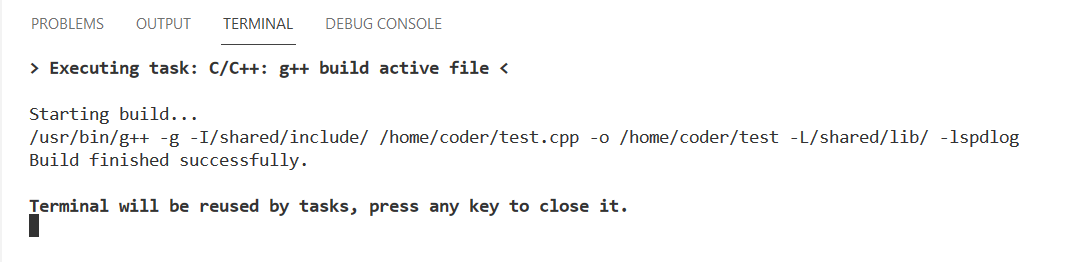 PROBLEMS OUTPUT TERMINAL DEBUG CONSOLE
> Executing task: C/C++: g++ build active file <
Starting build...
/usr/bin/g++ -g -I/shared/include/ /home/coder/test.cpp -o /home/coder/test -L/shared/lib/ -lspdlog
Build finished successfully.
Terminal will be reused by tasks, press any key to close it.